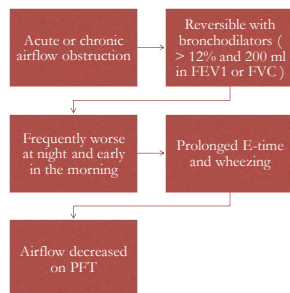 Acute or chronic
airflow obstruction
Reversible with
bronchodilators (
> 12% and 200 ml
in FEV1 or FVC )
Frequently worse
at night and early
in the morning
Prolonged E-time
and wheezing
Airflow decreased
on PFT